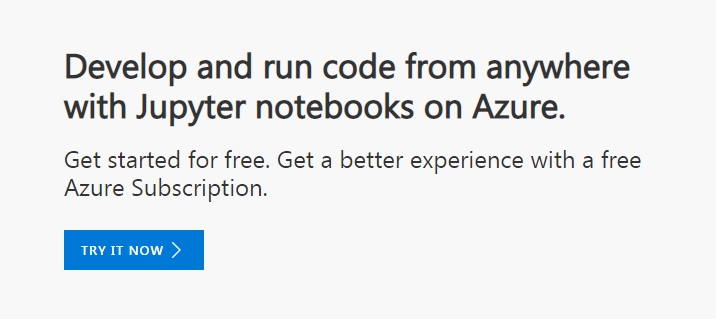 Develop and run code from anywhere
with Jupyter notebooks on Azure.
Get started for free. Get a better experience with a free
Azure Subscription.
TRY IT NOW